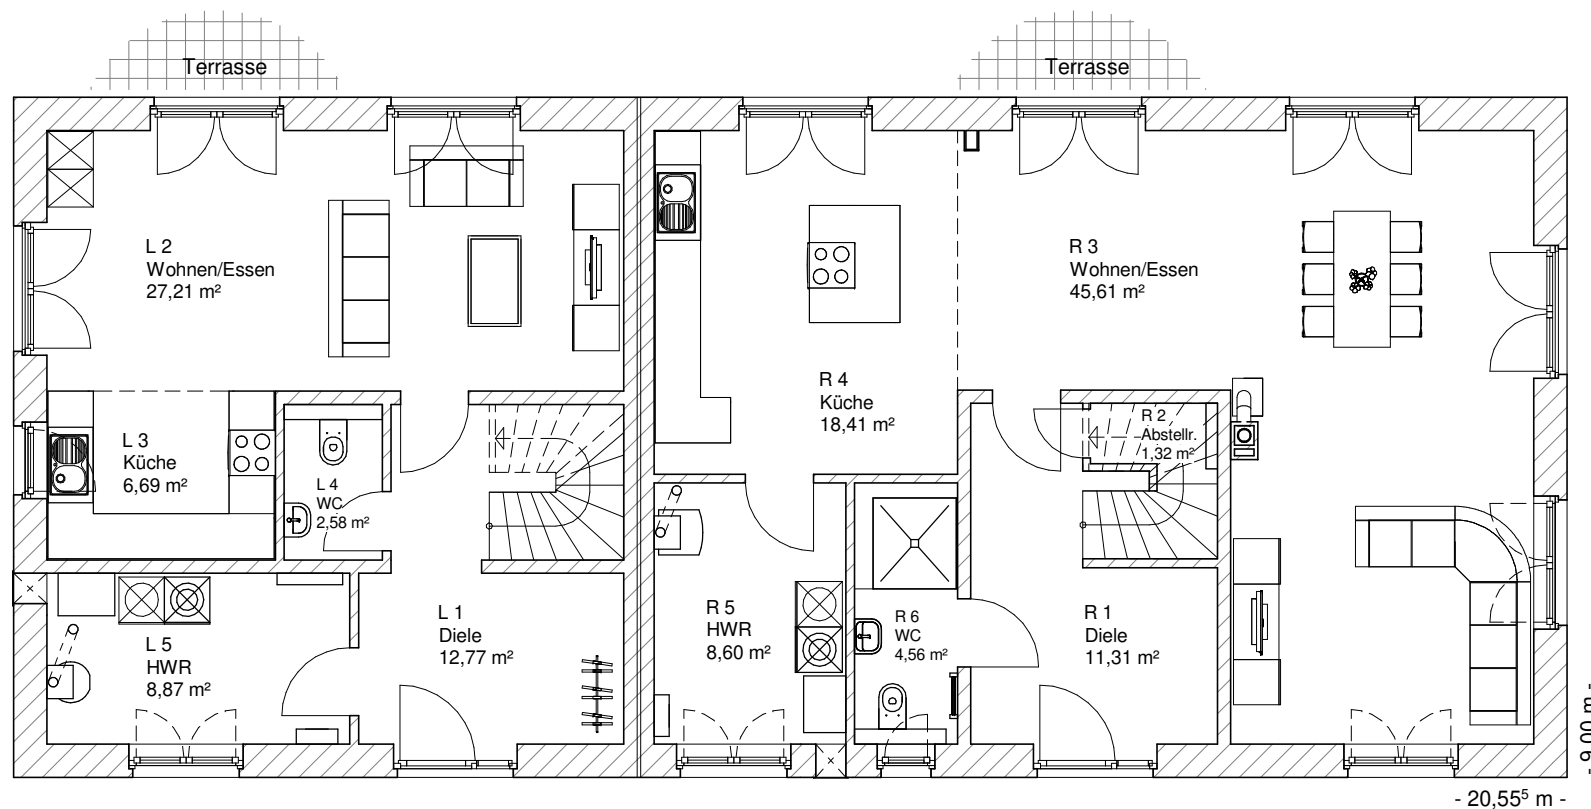 Terrasse
Terrasse
L 2
Wohnen/Essen
27,21 m²
R 3
Wohnen/Essen
45,61 m²
L 3
Küche
6,69 m²
L 4
WC
2,58 m²
R 4
Küche
18,41 m²
R 2
Abstellr.
1,32 m²
L 5
HWR
8,87 m²
L 1
Diele
12,77 m²
R 5
HWR
8,60 m²
R 6
WC
4,56 m²
R 1
Diele
11,31 m²
- 9,00 m -
- 20,55⁵ m -